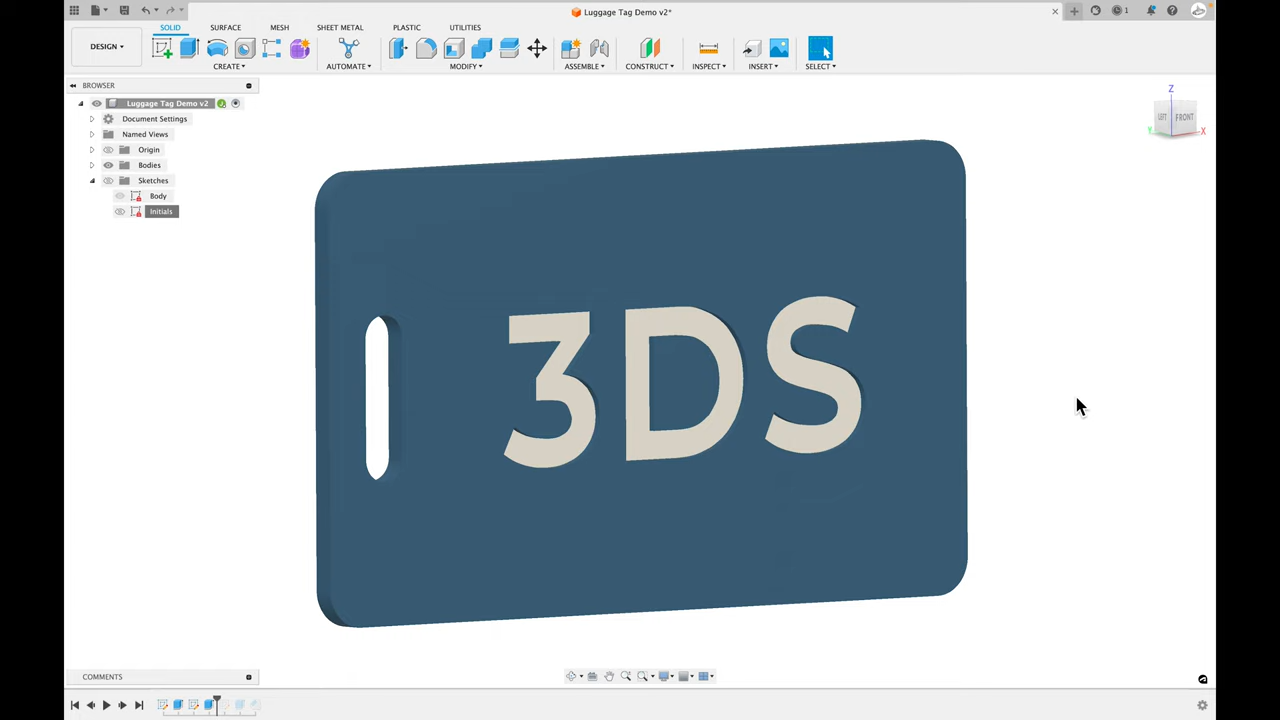 Luggage Tag Demo v2*
1
SOLID SURFACE MESH SHEET METAL PLASTIC UTILITIES
DESIGN
CREATE AUTOMATE MODIFY ASSEMBLE CONSTRUCT INSPECT INSERT SELECT
BROWSER
Luggage Tag Demo v2
Document Settings
Named Views
Origin
Bodies
Sketches
Body
Initials
Z
LEFT FRONT
Y X
3DS
COMMENTS